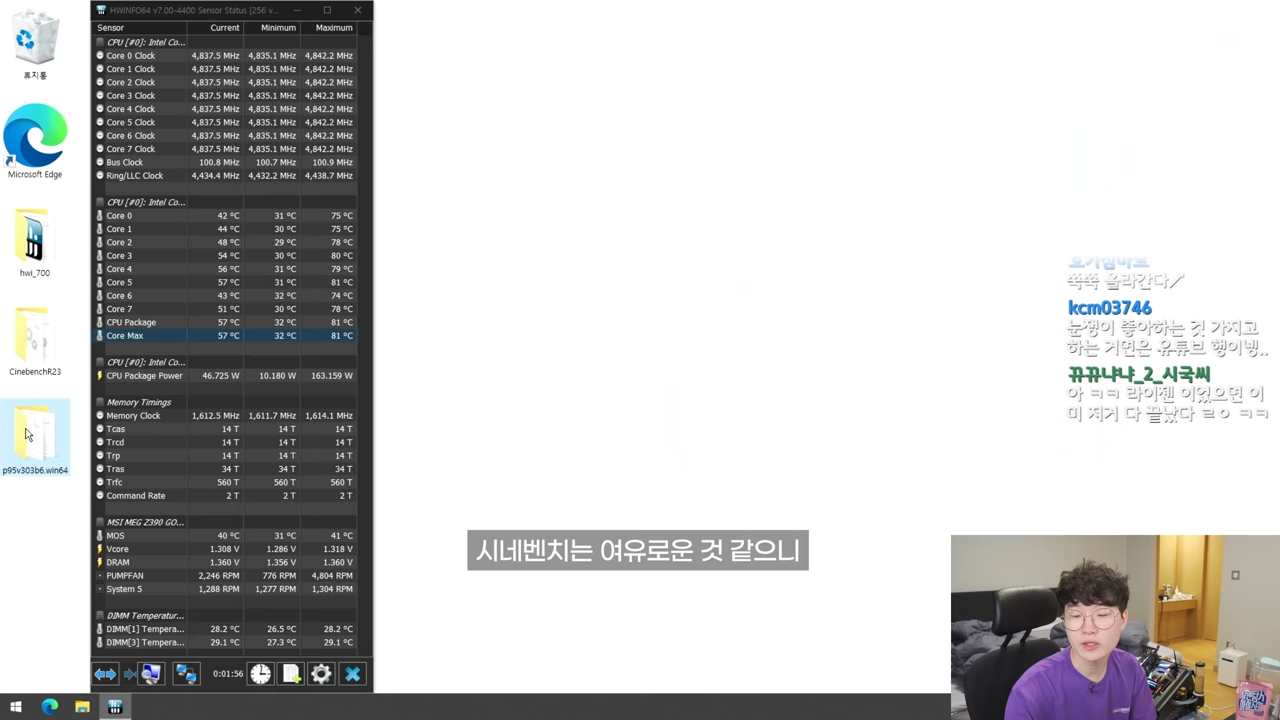 휴지통
Microsoft Edge
hwi_700
CinebenchR23
p95v303b6.win64
HWiNFO64 v7.00-4400 Sensor Status [256 v...
Sensor Current Minimum Maximum
CPU [#0]: Intel Co...
Core 0 Clock 4,837.5 MHz 4,835.1 MHz 4,842.2 MHz
Core 1 Clock 4,837.5 MHz 4,835.1 MHz 4,842.2 MHz
Core 2 Clock 4,837.5 MHz 4,835.1 MHz 4,842.2 MHz
Core 3 Clock 4,837.5 MHz 4,835.1 MHz 4,842.2 MHz
Core 4 Clock 4,837.5 MHz 4,835.1 MHz 4,842.2 MHz
Core 5 Clock 4,837.5 MHz 4,835.1 MHz 4,842.2 MHz
Core 6 Clock 4,837.5 MHz 4,835.1 MHz 4,842.2 MHz
Core 7 Clock 4,837.5 MHz 4,835.1 MHz 4,842.2 MHz
Bus Clock 100.8 MHz 100.7 MHz 100.9 MHz
Ring/LLC Clock 4,434.4 MHz 4,432.2 MHz 4,438.7 MHz
CPU [#0]: Intel Co...
Core 0 42 °C 31 °C 75 °C
Core 1 44 °C 30 °C 75 °C
Core 2 48 °C 29 °C 78 °C
Core 3 54 °C 30 °C 80 °C
Core 4 56 °C 31 °C 79 °C
Core 5 57 °C 31 °C 81 °C
Core 6 43 °C 32 °C 74 °C
Core 7 51 °C 30 °C 78 °C
CPU Package 57 °C 32 °C 81 °C
Core Max 57 °C 32 °C 81 °C
CPU [#0]: Intel Co...
CPU Package Power 46.725 W 10.180 W 163.159 W
Memory Timings
Memory Clock 1,612.5 MHz 1,611.7 MHz 1,614.1 MHz
Tcas 14 T 14 T 14 T
Trcd 14 T 14 T 14 T
Trp 14 T 14 T 14 T
Tras 34 T 34 T 34 T
Trfc 560 T 560 T 560 T
Command Rate 2 T 2 T 2 T
MSI MEG Z390 GO...
MOS 40 °C 31 °C 41 °C
Vcore 1.308 V 1.286 V 1.318 V
DRAM 1.360 V 1.356 V 1.360 V
PUMPFAN 2,246 RPM 776 RPM 4,804 RPM
System 5 1,288 RPM 1,277 RPM 1,304 RPM
DIMM Temperatur...
DIMM[1] Tempera... 28.2 °C 26.5 °C 28.2 °C
DIMM[3] Tempera... 29.1 °C 27.3 °C 29.1 °C
0:01:56
쭉쭉 올라간다↗
kcm03746
눈쟁이 좋아하는 것 가지고
하는 거면은 유튜브 행이넹..
뀨뀨냐냐_2_시국씨
아 ㅋㅋ 라이젠 이었으면 이
미 저거 다 끝났다 ㄹㅇ ㅋㅋ
시네벤치는 여유로운 것 같으니